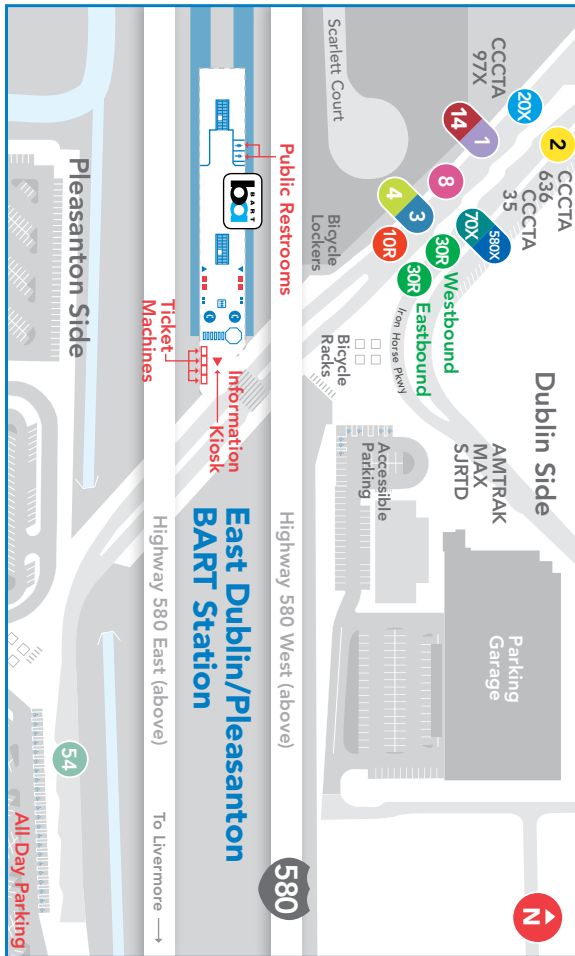 Dublin Side
N
CCCTA
97X
20X
2
CCCTA
636
CCCTA
35
14
1
580X
70X
8
4
3
10R
30R
Westbound
30R
Eastbound
Scarlett Court
Bicycle
Lockers
Iron Horse Pkwy
Bicycle
Racks
AMTRAK
MAX
SJRTD
Accessible
Parking
Parking
Garage
Public Restrooms
BART
ba
Information
Kiosk
Ticket
Machines
Highway 580 West (above)
580
East Dublin/Pleasanton
BART Station
Highway 580 East (above)
To Livermore
Pleasanton Side
54
All Day Parking